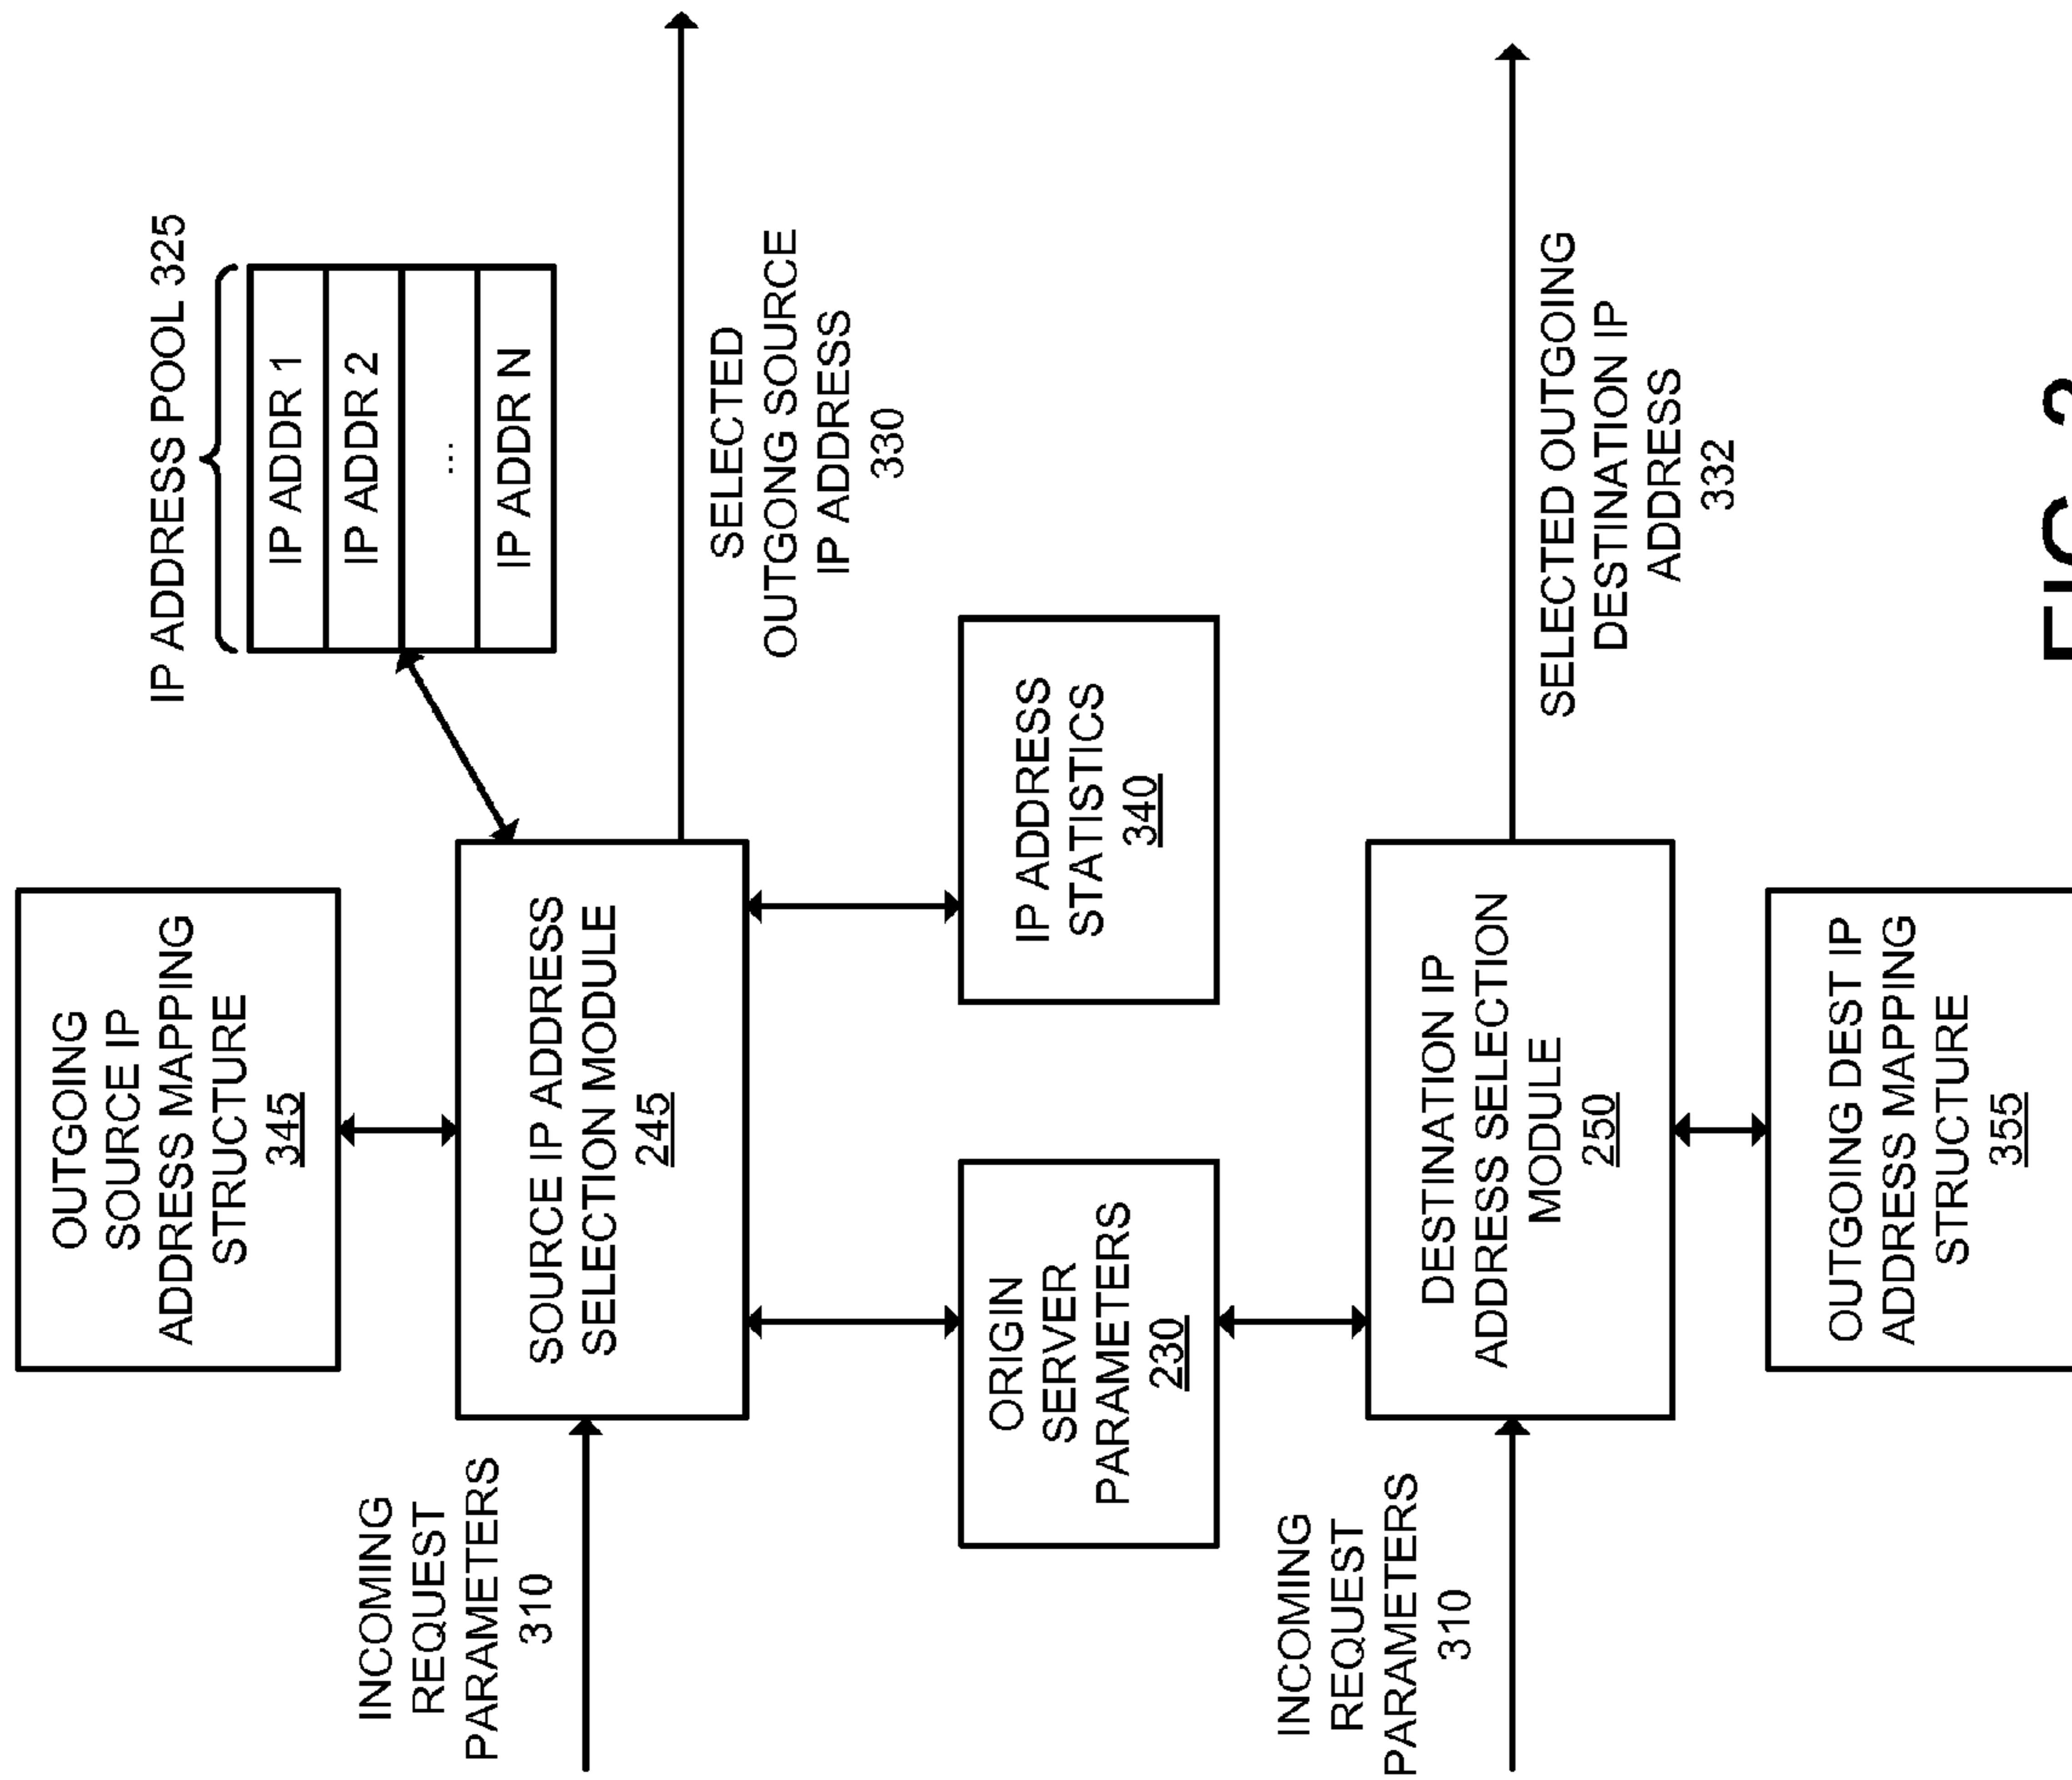 OUTGOING
SOURCE IP
ADDRESS MAPPING
STRUCTURE
345
IP ADDRESS POOL 325
IP ADDR 1
IP ADDR 2
...
IP ADDR N
INCOMING
REQUEST
PARAMETERS
310
SOURCE IP ADDRESS
SELECTION MODULE
245
SELECTED
OUTGONG SOURCE
IP ADDRESS
330
ORIGIN
SERVER
PARAMETERS
230
IP ADDRESS
STATISTICS
340
INCOMING
REQUEST
PARAMETERS
310
DESTINATION IP
ADDRESS SELECTION
MODULE
250
SELECTED OUTGOING
DESTINATION IP
ADDRESS
332
OUTGOING DEST IP
ADDRESS MAPPING
STRUCTURE
355